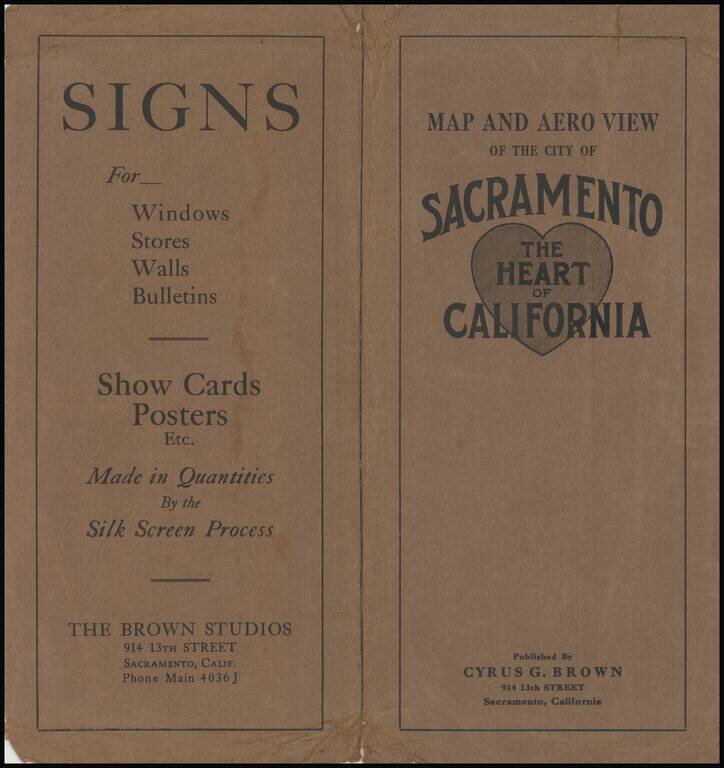 SIGNS
For—
Windows
Stores
Walls
Bulletins
Show Cards
Posters
Etc.
Made in Quantities
By the
Silk Screen Process
THE BROWN STUDIOS
914 13TH STREET
SACRAMENTO, CALIF.
Phone Main 4036 J
MAP AND AERO VIEW
OF THE CITY OF
SACRAMENTO
THE
HEART
OF
CALIFORNIA
Published By
CYRUS G. BROWN
914 13th STREET
Sacramento, California